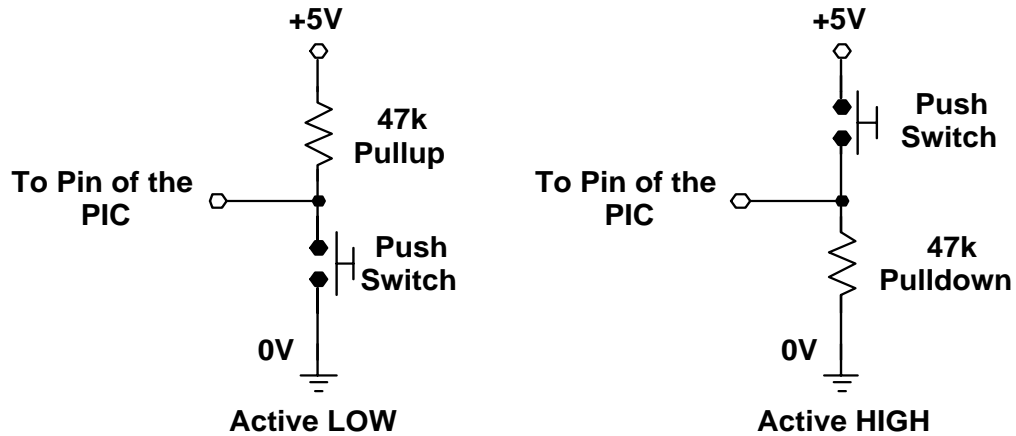 +5V
47k
Pullup
To Pin of the
PIC
Push
Switch
0V
Active LOW
+5V
Push
Switch
To Pin of the
PIC
47k
Pulldown
0V
Active HIGH